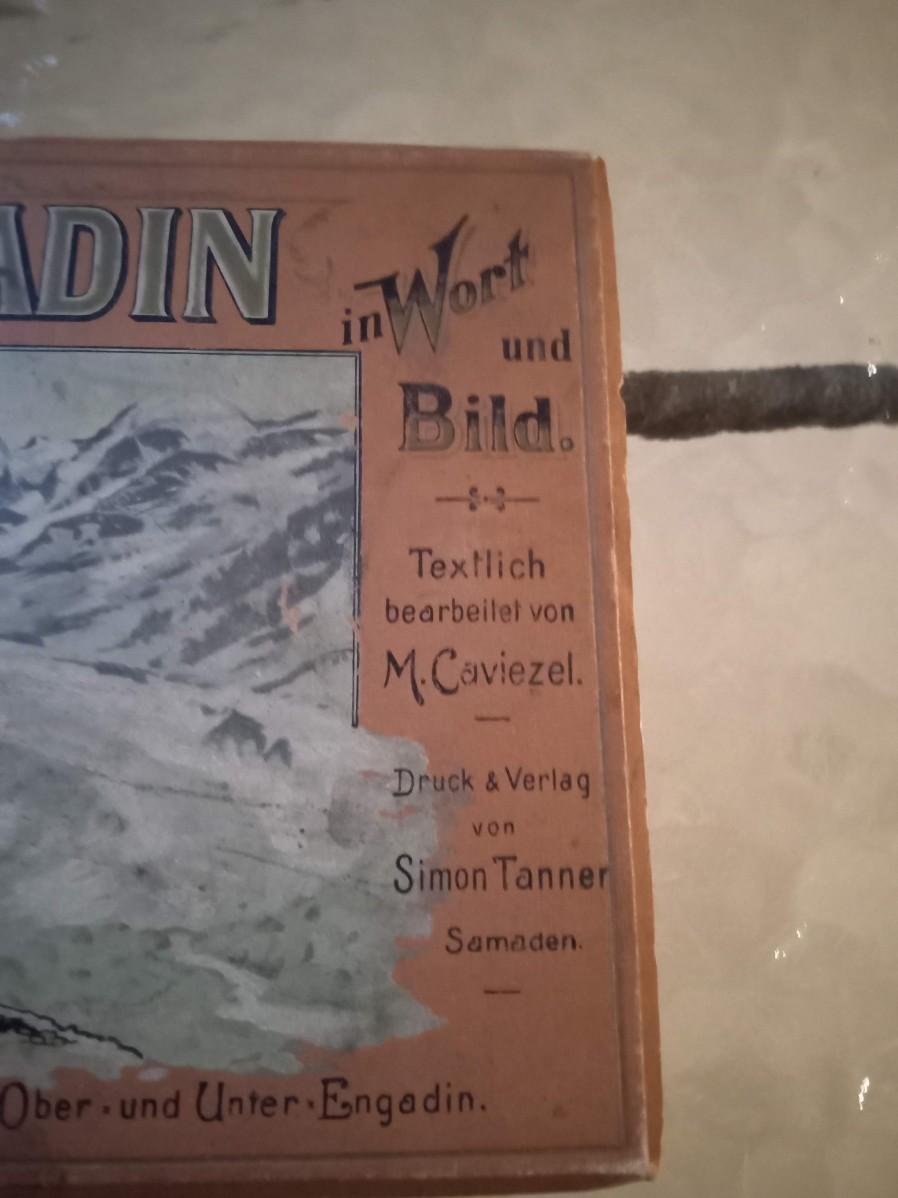 ADIN
in Wort
und
Bild.
Textlich
bearbeitet von
M. Caviezel.
Druck & Verlag
von
Simon Tanner
Samaden.
Ober - und Unter - Engadin.